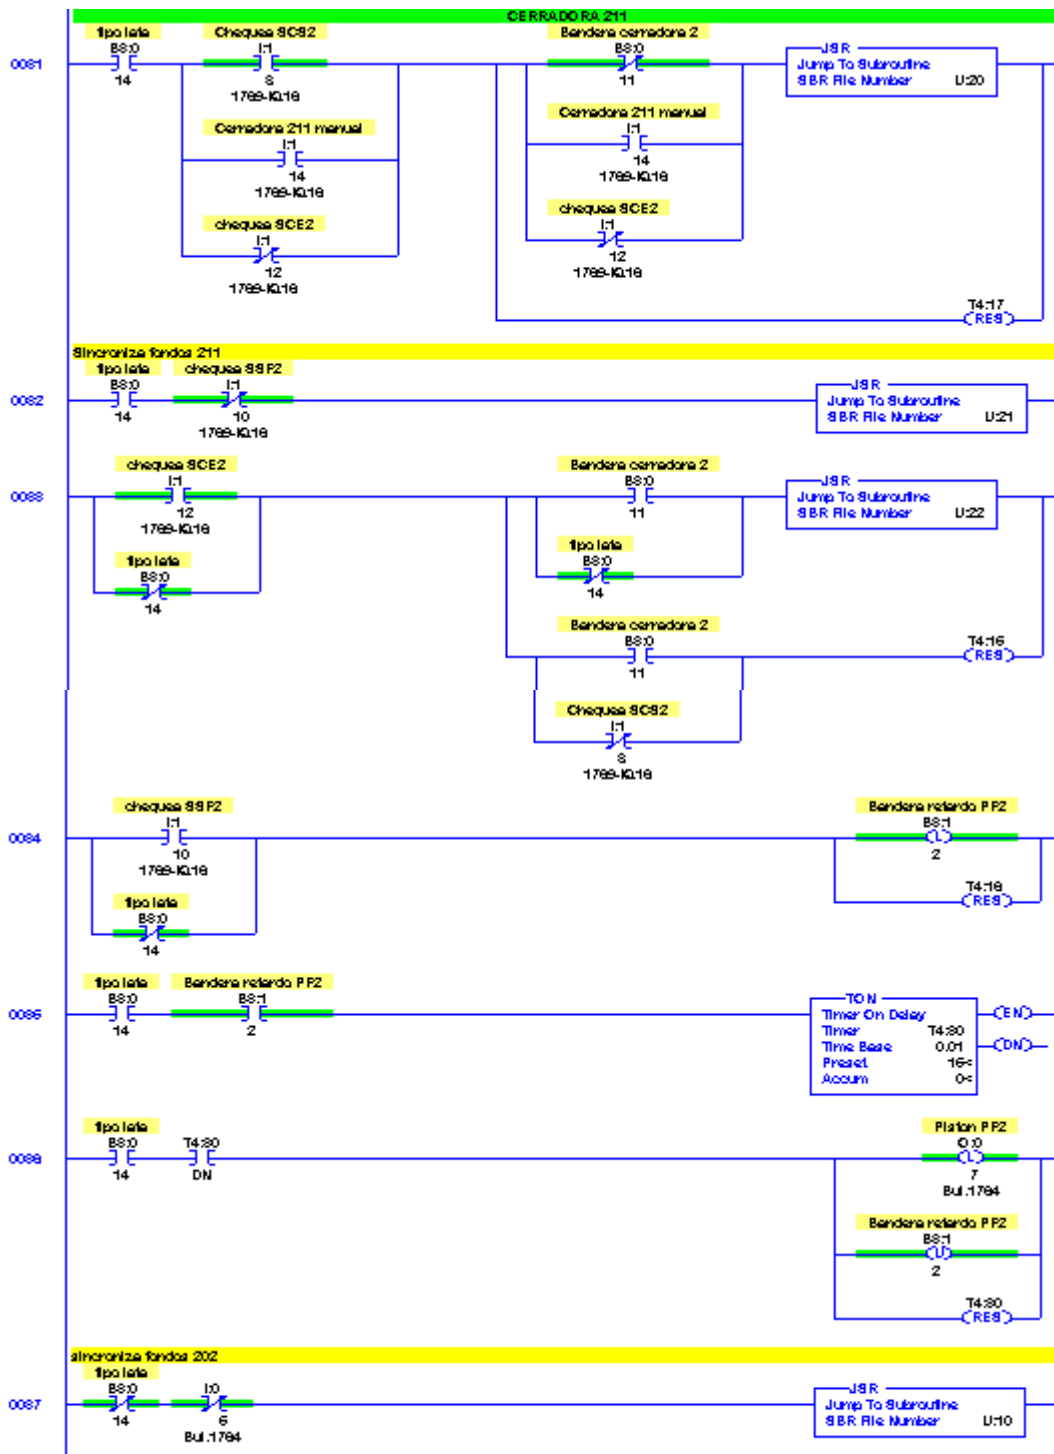 CERRADORA 211
tipo lata
Chequea SCS2
Bandera cerradora 2
B3:0
I:1
B3:0
JSR
0081
Jump To Subroutine
14
8
11
SBR File Number U:20
1769-IQ16
Cerradora 211 manual
Cerradora 211 manual
I:1
I:1
14
14
1769-IQ16
1769-IQ16
chequea SCE2
chequea SCE2
I:1
I:1
12
12
1769-IQ16
1769-IQ16
T4:17
RES
Sincroniza fondos 211
tipo lata
chequea SSF2
B3:0
I:1
JSR
0082
Jump To Subroutine
14
10
SBR File Number U:21
1769-IQ16
chequea SCE2
Bandera cerradora 2
I:1
B3:0
JSR
0083
Jump To Subroutine
12
11
SBR File Number U:22
1769-IQ16
tipo lata
tipo lata
B3:0
B3:0
14
14
Bandera cerradora 2
B3:0
T4:16
RES
11
Chequea SCS2
I:1
8
1769-IQ16
chequea SSF2
Bandera retardo PF2
I:1
B3:1
0084
L
10
2
1769-IQ16
tipo lata
T4:18
B3:0
RES
14
tipo lata
Bandera retardo PF2
B3:0
B3:1
TON
0085
Timer On Delay
EN
14
2
Timer T4:30
Time Base 0.01
DN
Preset 16<
Accum 0<
tipo lata
Piston PF2
B3:0
T4:30
O:0
0086
L
14
DN
7
Bul.1764
Bandera retardo PF2
B3:1
U
2
T4:30
RES
sincroniza fondos 202
tipo lata
B3:0
I:0
JSR
0087
Jump To Subroutine
14
6
SBR File Number U:10
Bul.1764